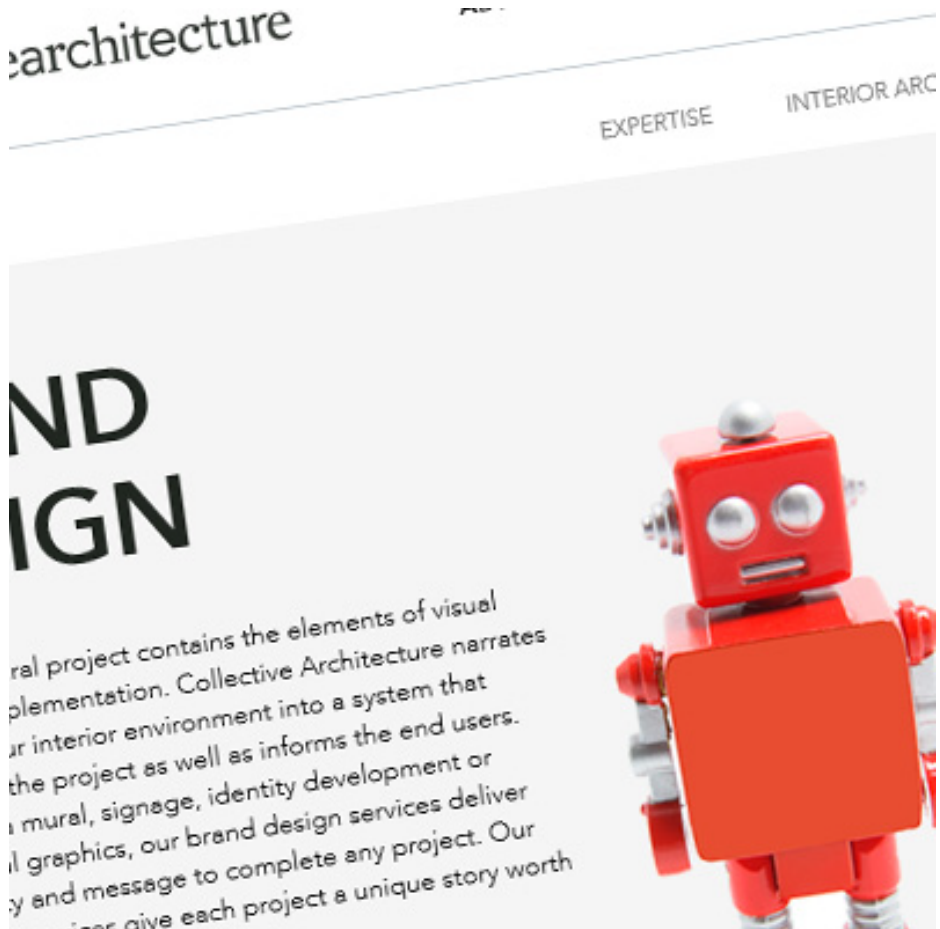 earchitecture
EXPERTISE INTERIOR ARC
ND
IGN
ral project contains the elements of visual
plementation. Collective Architecture narrates
ur interior environment into a system that
the project as well as informs the end users.
mural, signage, identity development or
l graphics, our brand design services deliver
y and message to complete any project. Our
give each project a unique story worth